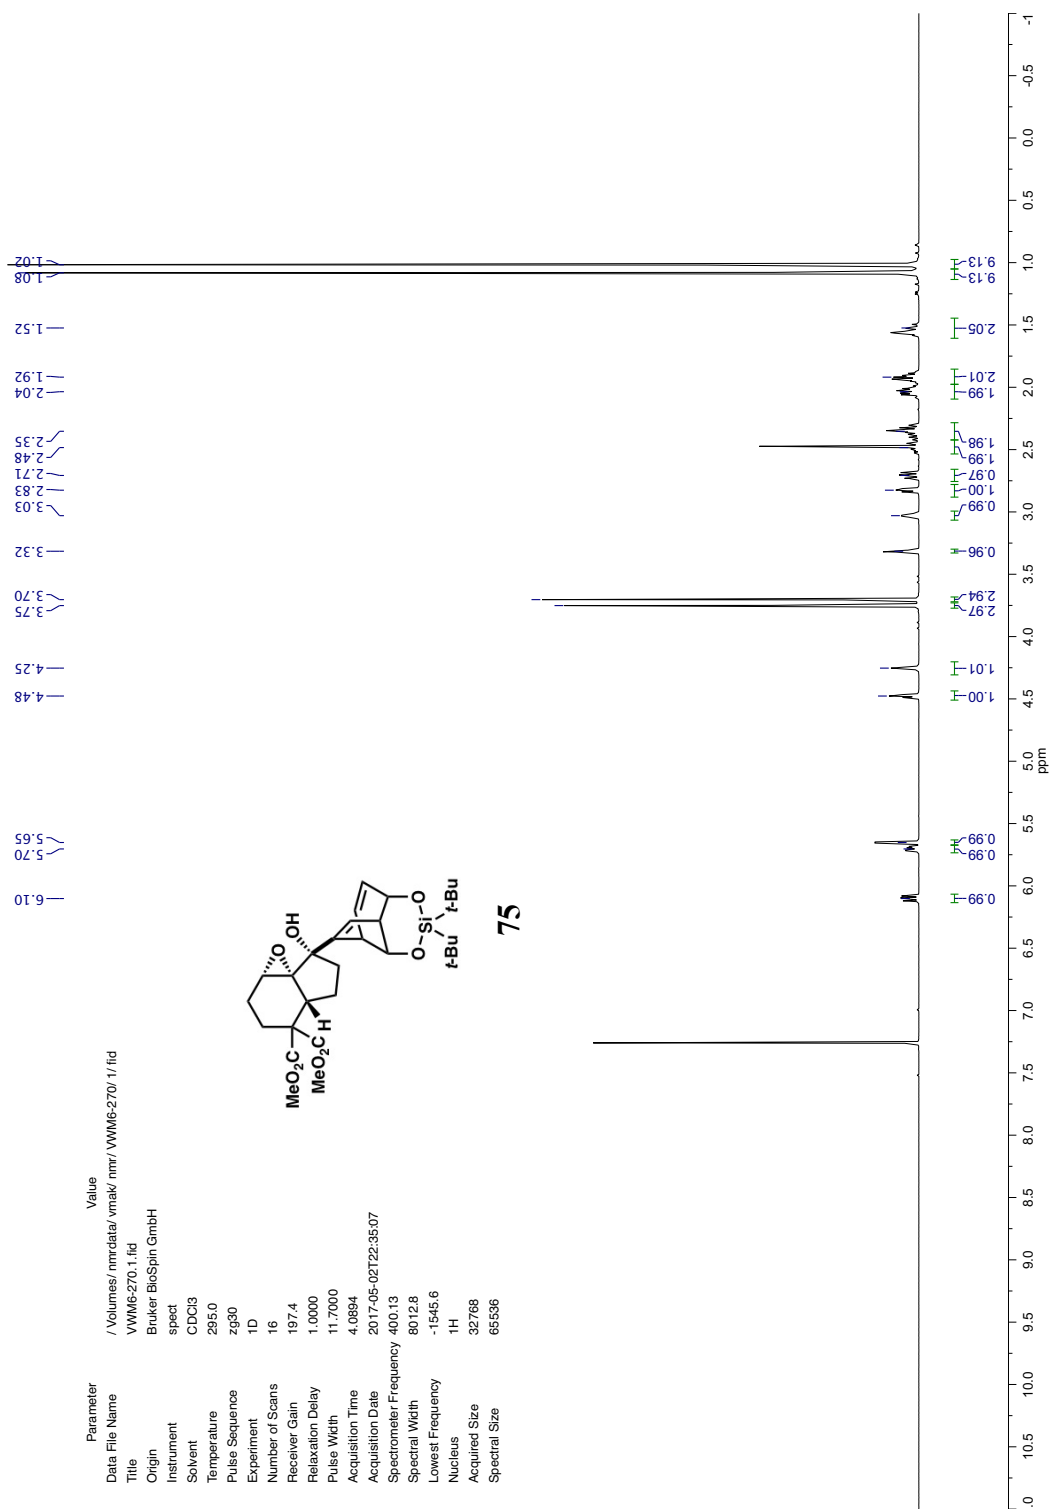 Parameter Value
Data File Name / Volumes/ nmrdata/ vmak/ nmr/ VWM6-270/ 1/ fid
Title VWM6-270.1.fid
Origin Bruker BioSpin GmbH
Instrument spect
Solvent CDCl3
Temperature 295.0
Pulse Sequence zg30
Experiment 1D
Number of Scans 16
Receiver Gain 197.4
Relaxation Delay 1.0000
Pulse Width 11.7000
Acquisition Time 4.0894
Acquisition Date 2017-05-02T22:35:07
Spectrometer Frequency 400.13
Spectral Width 8012.8
Lowest Frequency -1545.6
Nucleus 1H
Acquired Size 32768
Spectral Size 65536
MeO2C
MeO2C
H
O
OH
O
Si
O
t-Bu
t-Bu
75
6.10
5.70
5.65
4.48
4.25
3.75
3.70
3.32
3.03
2.83
2.71
2.48
2.35
2.04
1.92
1.52
1.08
1.02
0.99
0.99
0.99
1.00
1.01
2.97
2.94
0.96
0.99
1.00
0.97
1.99
1.98
1.99
2.01
2.05
9.13
9.13
.0 10.5 10.0 9.5 9.0 8.5 8.0 7.5 7.0 6.5 6.0 5.5 5.0 4.5 4.0 3.5 3.0 2.5 2.0 1.5 1.0 0.5 0.0 -0.5 -1
ppm